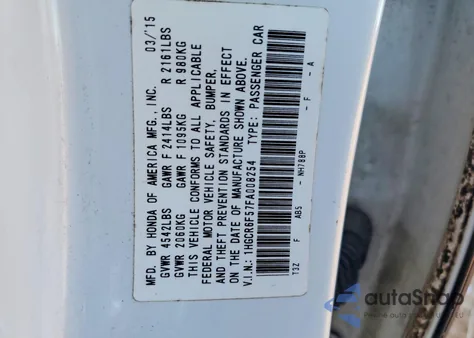 MFD. BY HONDA OF AMERICA MFG., INC. 03/'15
GVWR 4542LBS GAWR F 2414LBS R 2161LBS
GVWR 2060KG GAWR F 1095KG R 980KG
THIS VEHICLE CONFORMS TO ALL APPLICABLE
FEDERAL MOTOR VEHICLE SAFETY, BUMPER,
AND THEFT PREVENTION STANDARDS IN EFFECT
ON THE DATE OF MANUFACTURE SHOWN ABOVE.
V.I.N.: 1HGCR6F57FA008254 TYPE: PASSENGER CAR
T3Z F AB5 - NH788P - F - A
autaShop